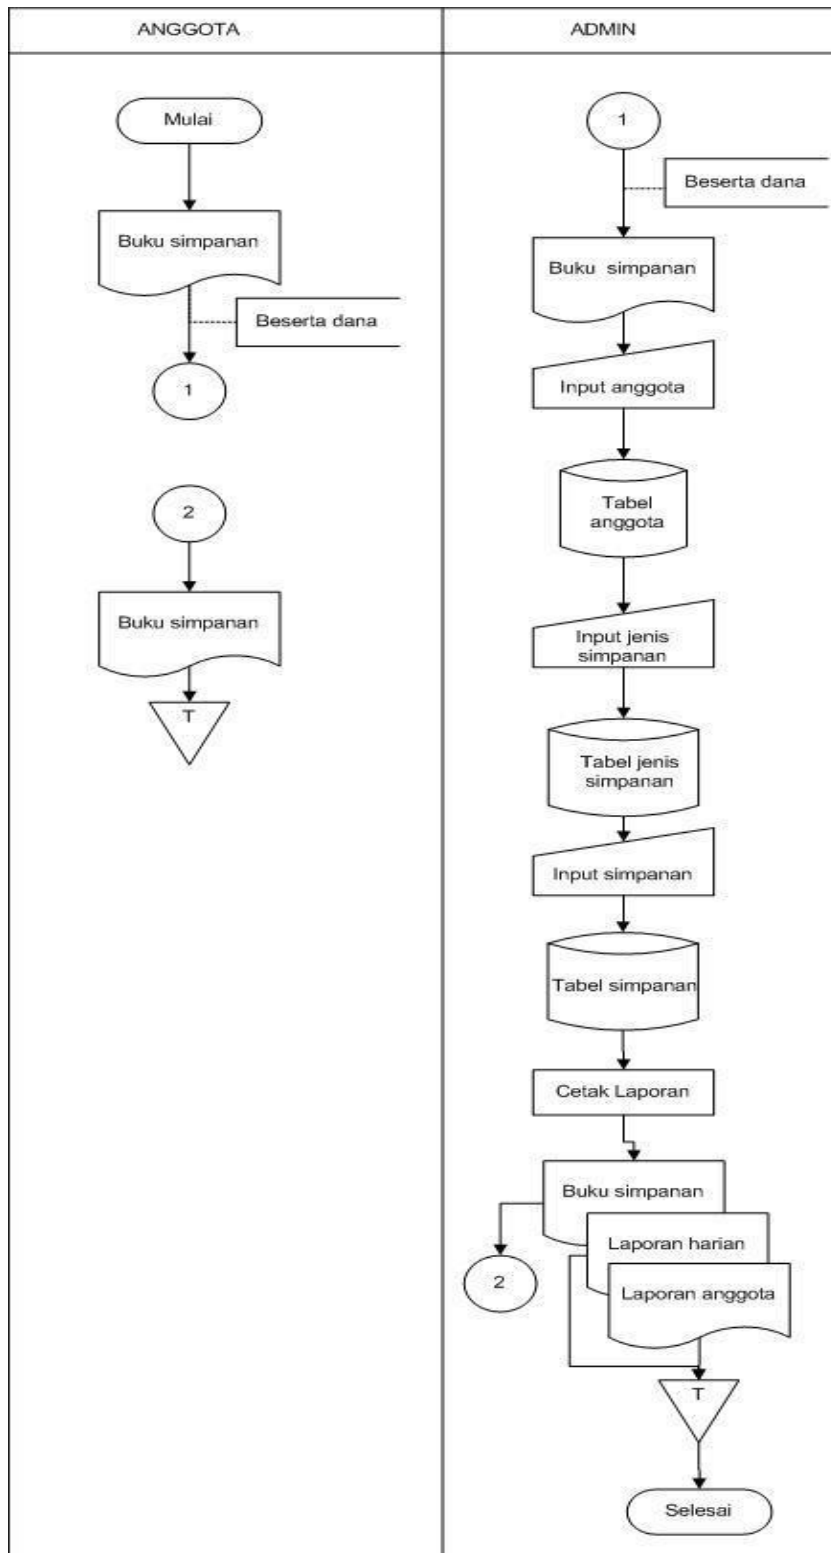 ANGGOTA
ADMIN
Mulai
Buku simpanan
Beserta dana
1
2
Buku simpanan
T
1
Beserta dana
Buku simpanan
Input anggota
Tabel
anggota
Input jenis
simpanan
Tabel jenis
simpanan
Input simpanan
Tabel simpanan
Cetak Laporan
Buku simpanan
Laporan harian
2
Laporan anggota
T
Selesai